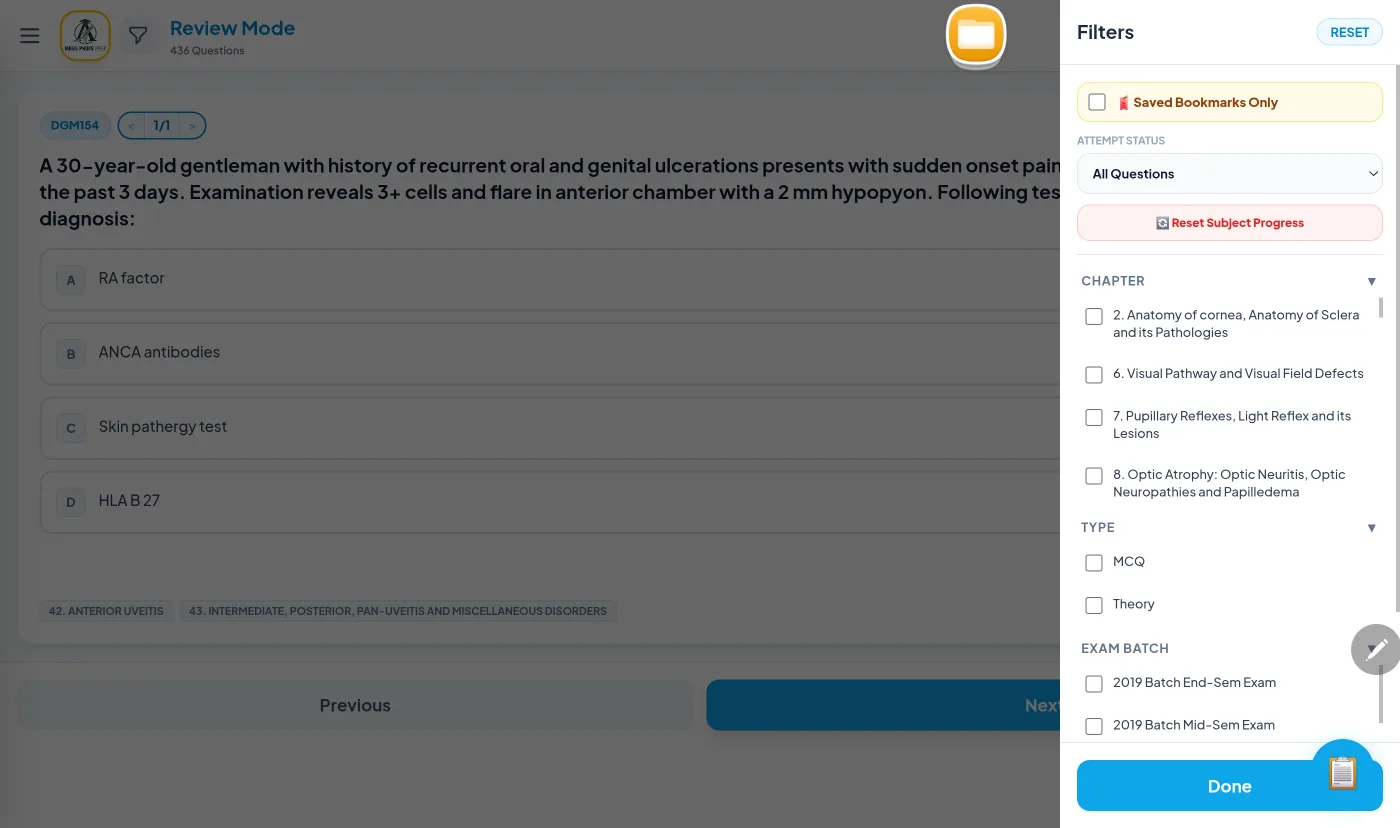 Review Mode
436 Questions
DGM154
< 1/1 >
A 30-year-old gentleman with history of recurrent oral and genital ulcerations presents with sudden onset pain
the past 3 days. Examination reveals 3+ cells and flare in anterior chamber with a 2 mm hypopyon. Following tes
diagnosis:
A RA factor
B ANCA antibodies
C Skin pathergy test
D HLA B 27
42. ANTERIOR UVEITIS 43. INTERMEDIATE, POSTERIOR, PAN-UVEITIS AND MISCELLANEOUS DISORDERS
Previous
Next
Filters
RESET
Saved Bookmarks Only
ATTEMPT STATUS
All Questions
Reset Subject Progress
CHAPTER ▼
2. Anatomy of cornea, Anatomy of Sclera
and its Pathologies
6. Visual Pathway and Visual Field Defects
7. Pupillary Reflexes, Light Reflex and its
Lesions
8. Optic Atrophy: Optic Neuritis, Optic
Neuropathies and Papilledema
TYPE ▼
MCQ
Theory
EXAM BATCH
2019 Batch End-Sem Exam
2019 Batch Mid-Sem Exam
Done